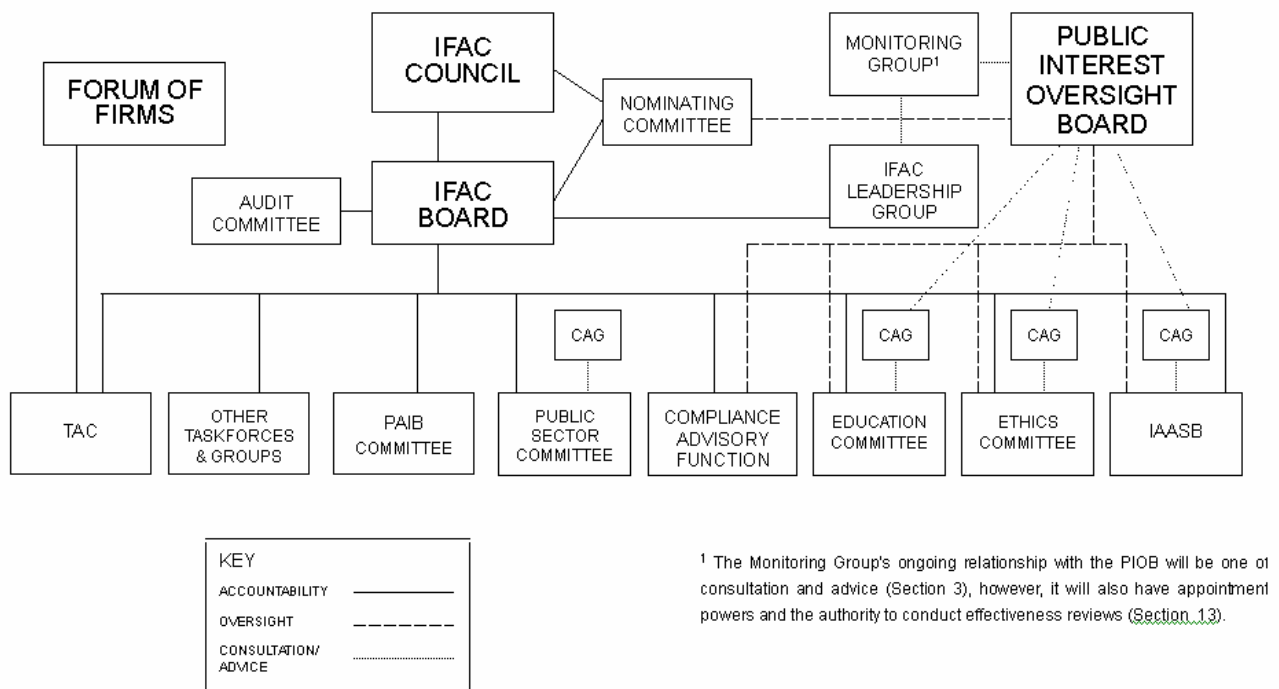 IFAC
COUNCIL
MONITORING
GROUP¹
PUBLIC
INTEREST
OVERSIGHT
BOARD
FORUM OF
FIRMS
NOMINATING
COMMITTEE
AUDIT
COMMITTEE
IFAC
BOARD
IFAC
LEADERSHIP
GROUP
CAG
CAG
CAG
CAG
TAC
OTHER
TASKFORCES
& GROUPS
PAIB
COMMITTEE
PUBLIC
SECTOR
COMMITTEE
COMPLIANCE
ADVISORY
FUNCTION
EDUCATION
COMMITTEE
ETHICS
COMMITTEE
IAASB
KEY
ACCOUNTABILITY
OVERSIGHT
CONSULTATION/
ADVICE
¹ The Monitoring Group's ongoing relationship with the PIOB will be one of
consultation and advice (Section 3), however, it will also have appointment
powers and the authority to conduct effectiveness reviews (Section 13).